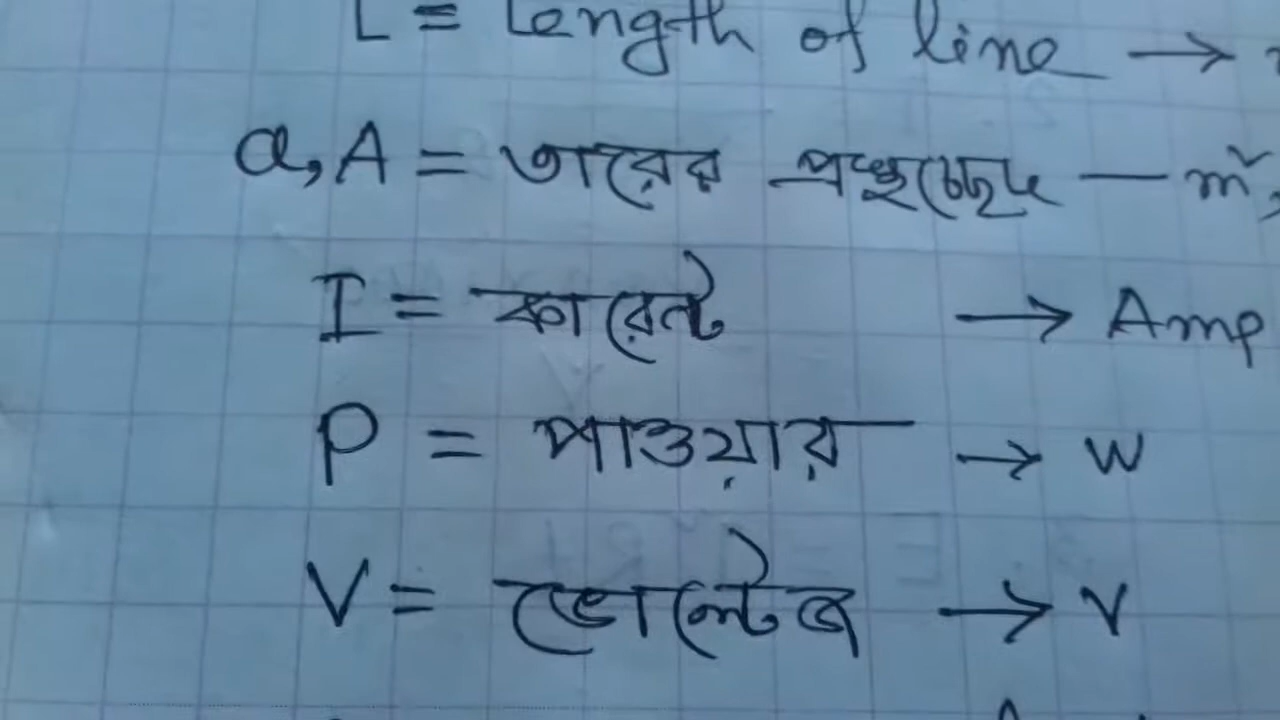 L = Length of line →
a, A = তারের প্রস্থচ্ছেদ — m²,
I = কারেন্ট → Amp
P = পাওয়ার → W
V = ভোল্টেজ → V